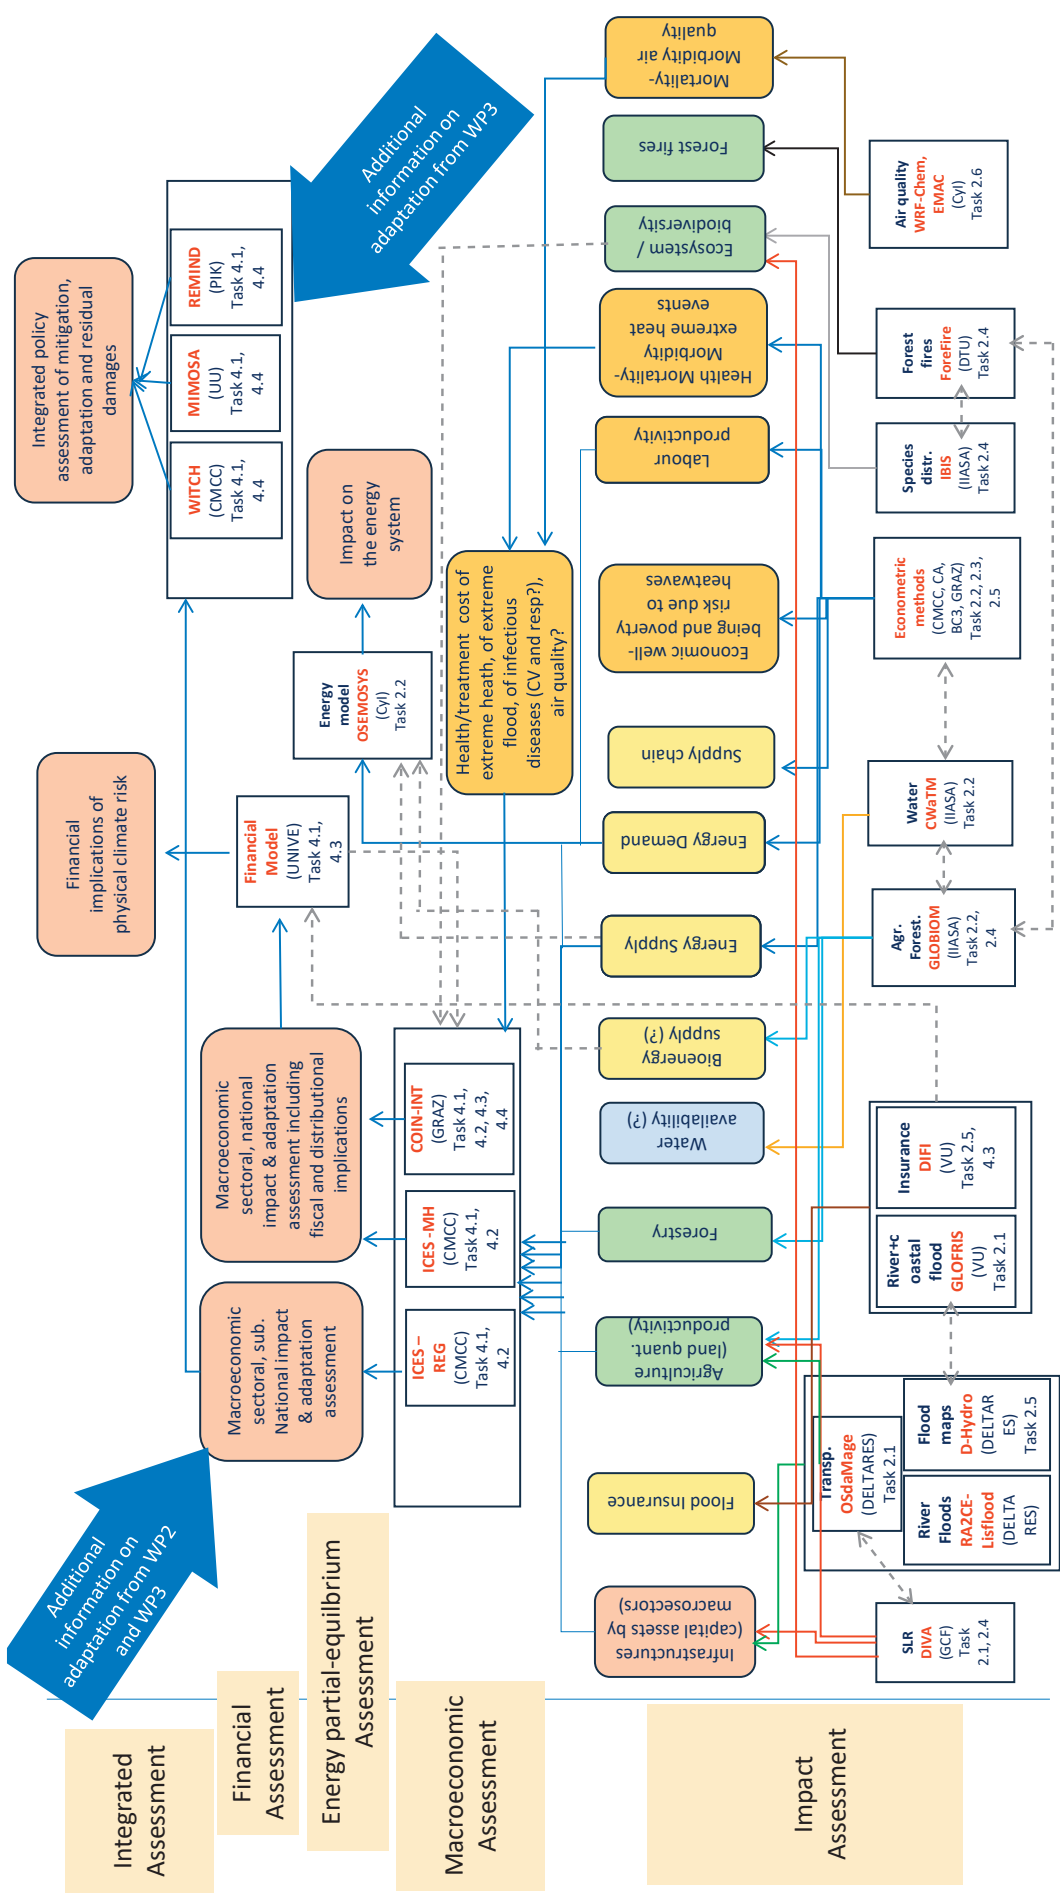 Integrated
Assessment
Financial
Assessment
Energy partial-equilbrium
Assessment
Macroeconomic
Assessment
Impact
Assessment
Additional
information on
adaptation from WP2
and WP3
Additional
information on
adaptation from WP3
Integrated policy
assessment of mitigation,
adaptation and residual
damages
WITCH
(CMCC)
Task 4.1,
4.4
MIMOSA
(UU)
Task 4.1,
4.4
REMIND
(PIK)
Task 4.1,
4.4
Financial
implications of
physical climate risk
Financial
Model
(UNIVE)
Task 4.1,
4.3
Impact on
the energy
system
Energy
model
OSEMOSYS
(CyI)
Task 2.2
Macroeconomic
sectoral, sub.
National impact
& adaptation
assessment
Macroeconomic
sectoral, national
impact & adaptation
assessment including
fiscal and distributional
implications
ICES –
REG
(CMCC)
Task 4.1,
4.2
ICES -MH
(CMCC)
Task 4.1,
4.2
COIN-INT
(GRAZ)
Task 4.1,
4.2, 4.3,
4.4
Health/treatment cost of
extreme heath, of extreme
flood, of infectious
diseases (CV and resp?),
air quality?
Infrastructures
(capital assets by
macrosectors)
Flood Insurance
Agriculture
(land quant.
productivity)
Forestry
Water
availability (?)
Bioenergy
supply (?)
Energy Supply
Energy Demand
Supply chain
Economic well-
being and poverty
risk due to
heatwaves
Labour
productivity
Health Mortality-
Morbidity
extreme heat
events
Ecosystem /
biodiversity
Forest fires
Mortality-
Morbidity air
quality
SLR
DIVA
(GCF)
Task
2.1, 2.4
Transp.
OSdaMage
(DELTARES)
Task 2.1
River
Floods
RA2CE-
Lisflood
(DELTA
RES)
Flood
maps
D-Hydro
(DELTAR
ES)
Task 2.5
River+c
oastal
flood
GLOFRIS
(VU)
Task 2.1
Insurance
DIFI
(VU)
Task 2.5,
4.3
Agr.
Forest.
GLOBIOM
(IIASA)
Task 2.2,
2.4
Water
CWaTM
(IIASA)
Task 2.2
Econometric
methods
(CMCC, CA,
BC3, GRAZ)
Task 2.2, 2.3,
2.5
Species
distr.
IBIS
(IIASA)
Task 2.4
Forest
fires
ForeFire
(DTU)
Task 2.4
Air quality
WRF-Chem,
EMAC
(CyI)
Task 2.6